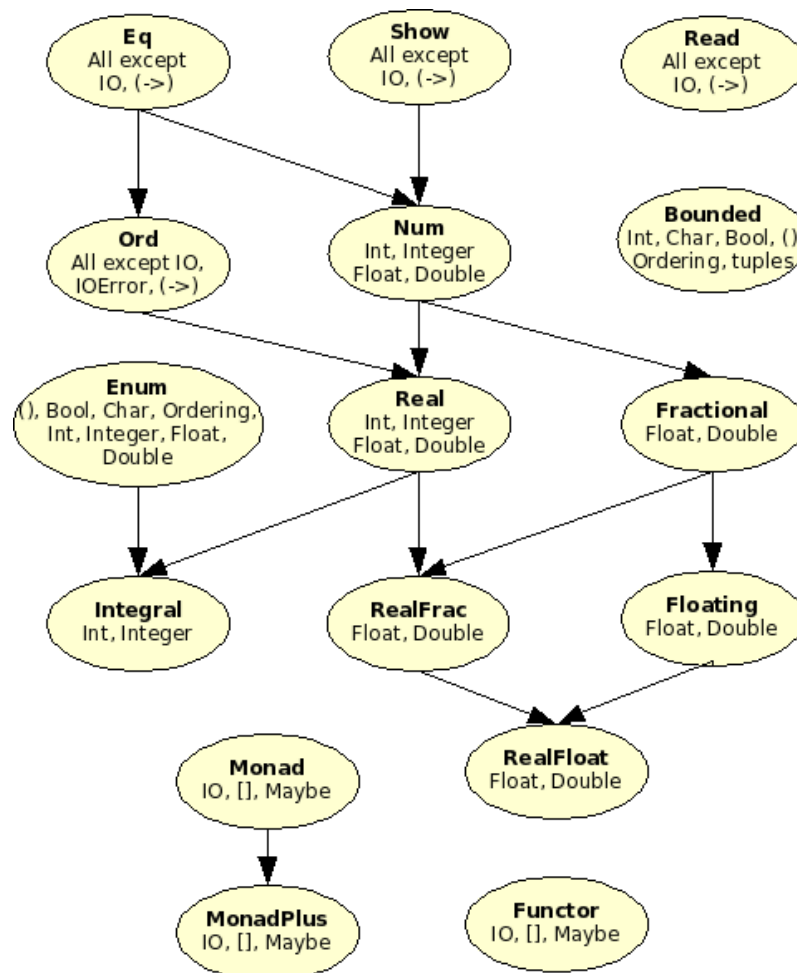 Eq
All except
IO, (->)
Show
All except
IO, (->)
Read
All except
IO, (->)
Ord
All except IO,
IOError, (->)
Num
Int, Integer
Float, Double
Bounded
Int, Char, Bool, ()
Ordering, tuples
Enum
(), Bool, Char, Ordering,
Int, Integer, Float,
Double
Real
Int, Integer
Float, Double
Fractional
Float, Double
Integral
Int, Integer
RealFrac
Float, Double
Floating
Float, Double
Monad
IO, [], Maybe
RealFloat
Float, Double
MonadPlus
IO, [], Maybe
Functor
IO, [], Maybe